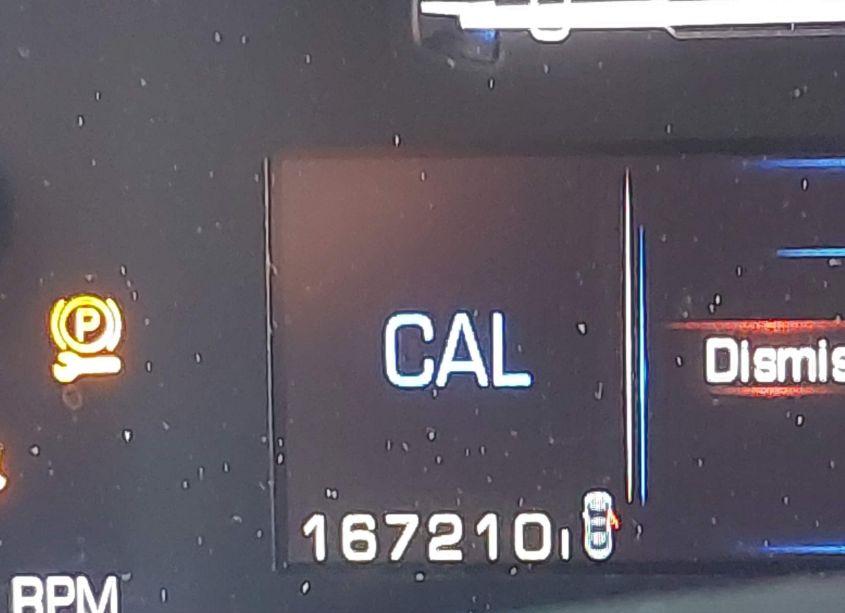 P
CAL
Dismis
167210
RPM